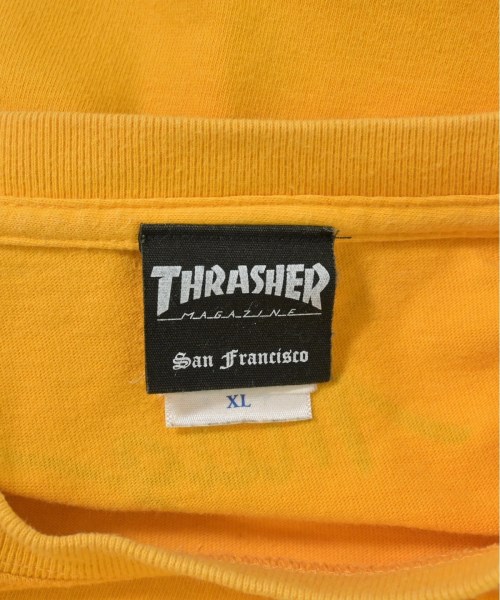 THRASHER
MAGAZINE
San Francisco
XL